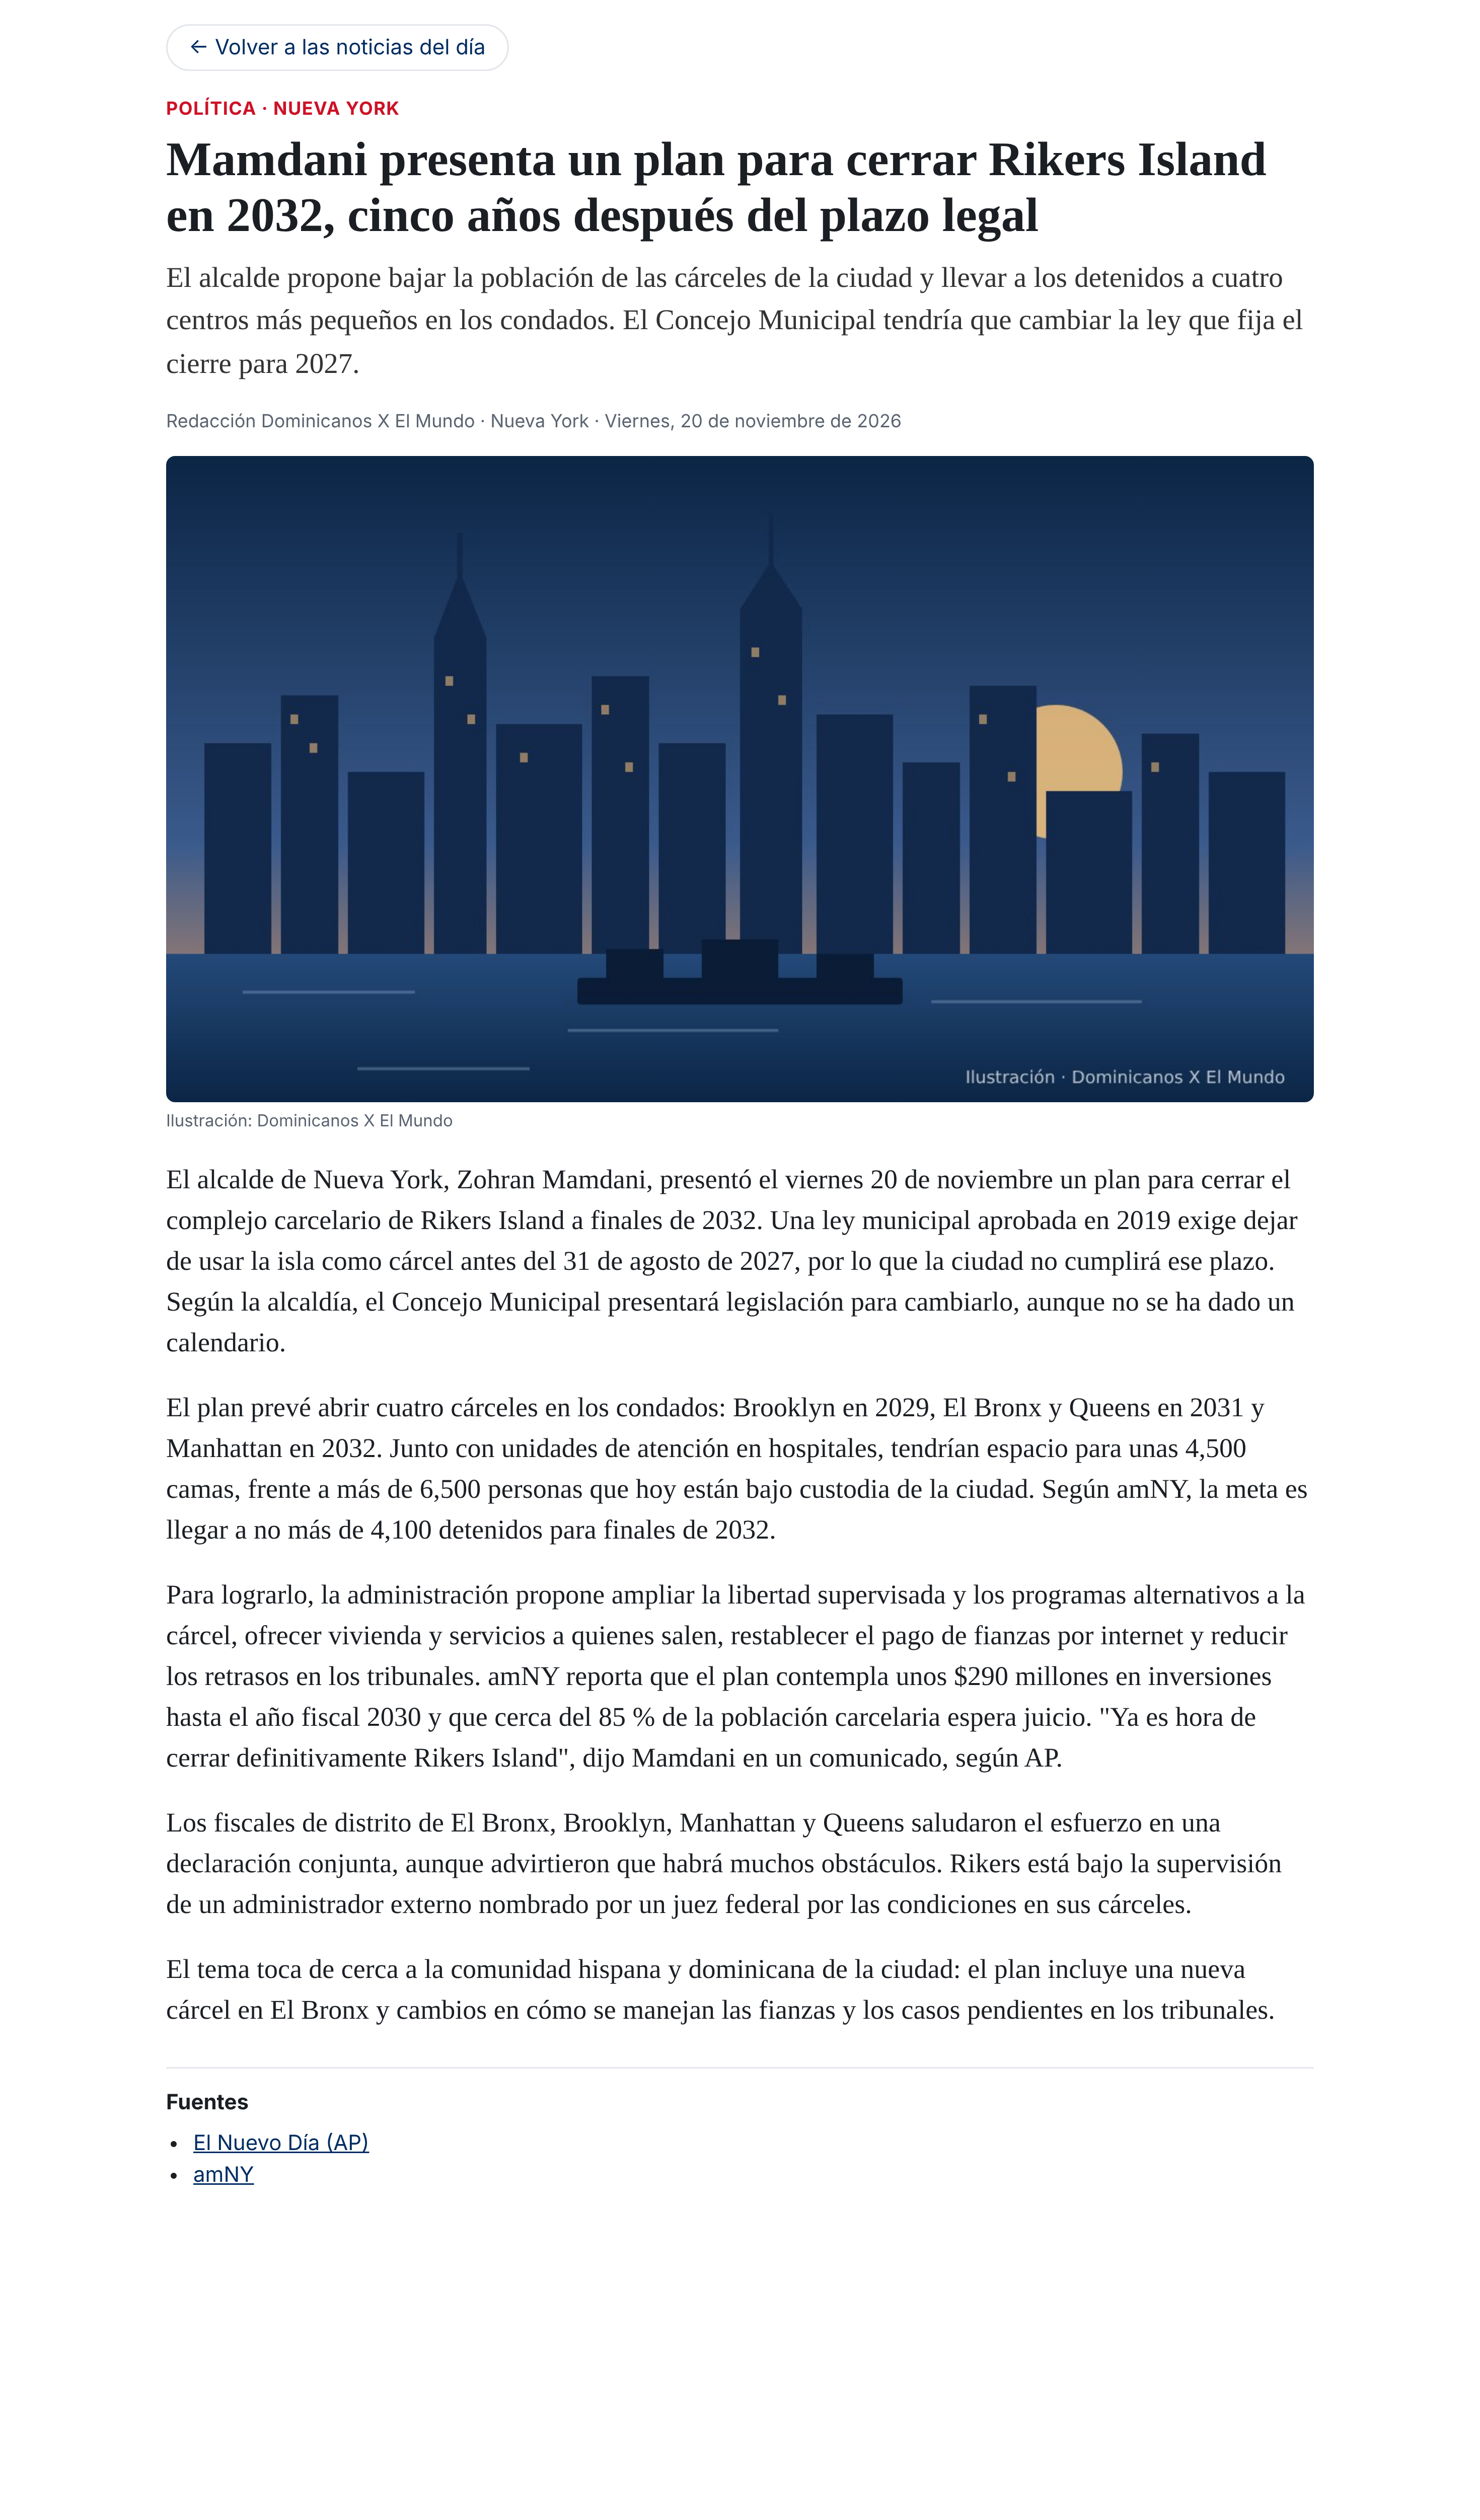 ← Volver a las noticias del día
POLÍTICA · NUEVA YORK
Mamdani presenta un plan para cerrar Rikers Island
en 2032, cinco años después del plazo legal
El alcalde propone bajar la población de las cárceles de la ciudad y llevar a los detenidos a cuatro
centros más pequeños en los condados. El Concejo Municipal tendría que cambiar la ley que fija el
cierre para 2027.
Redacción Dominicanos X El Mundo · Nueva York · Viernes, 20 de noviembre de 2026
Ilustración · Dominicanos X El Mundo
Ilustración: Dominicanos X El Mundo
El alcalde de Nueva York, Zohran Mamdani, presentó el viernes 20 de noviembre un plan para cerrar el
complejo carcelario de Rikers Island a finales de 2032. Una ley municipal aprobada en 2019 exige dejar
de usar la isla como cárcel antes del 31 de agosto de 2027, por lo que la ciudad no cumplirá ese plazo.
Según la alcaldía, el Concejo Municipal presentará legislación para cambiarlo, aunque no se ha dado un
calendario.
El plan prevé abrir cuatro cárceles en los condados: Brooklyn en 2029, El Bronx y Queens en 2031 y
Manhattan en 2032. Junto con unidades de atención en hospitales, tendrían espacio para unas 4,500
camas, frente a más de 6,500 personas que hoy están bajo custodia de la ciudad. Según amNY, la meta es
llegar a no más de 4,100 detenidos para finales de 2032.
Para lograrlo, la administración propone ampliar la libertad supervisada y los programas alternativos a la
cárcel, ofrecer vivienda y servicios a quienes salen, restablecer el pago de fianzas por internet y reducir
los retrasos en los tribunales. amNY reporta que el plan contempla unos $290 millones en inversiones
hasta el año fiscal 2030 y que cerca del 85 % de la población carcelaria espera juicio. "Ya es hora de
cerrar definitivamente Rikers Island", dijo Mamdani en un comunicado, según AP.
Los fiscales de distrito de El Bronx, Brooklyn, Manhattan y Queens saludaron el esfuerzo en una
declaración conjunta, aunque advirtieron que habrá muchos obstáculos. Rikers está bajo la supervisión
de un administrador externo nombrado por un juez federal por las condiciones en sus cárceles.
El tema toca de cerca a la comunidad hispana y dominicana de la ciudad: el plan incluye una nueva
cárcel en El Bronx y cambios en cómo se manejan las fianzas y los casos pendientes en los tribunales.
Fuentes
• El Nuevo Día (AP)
• amNY